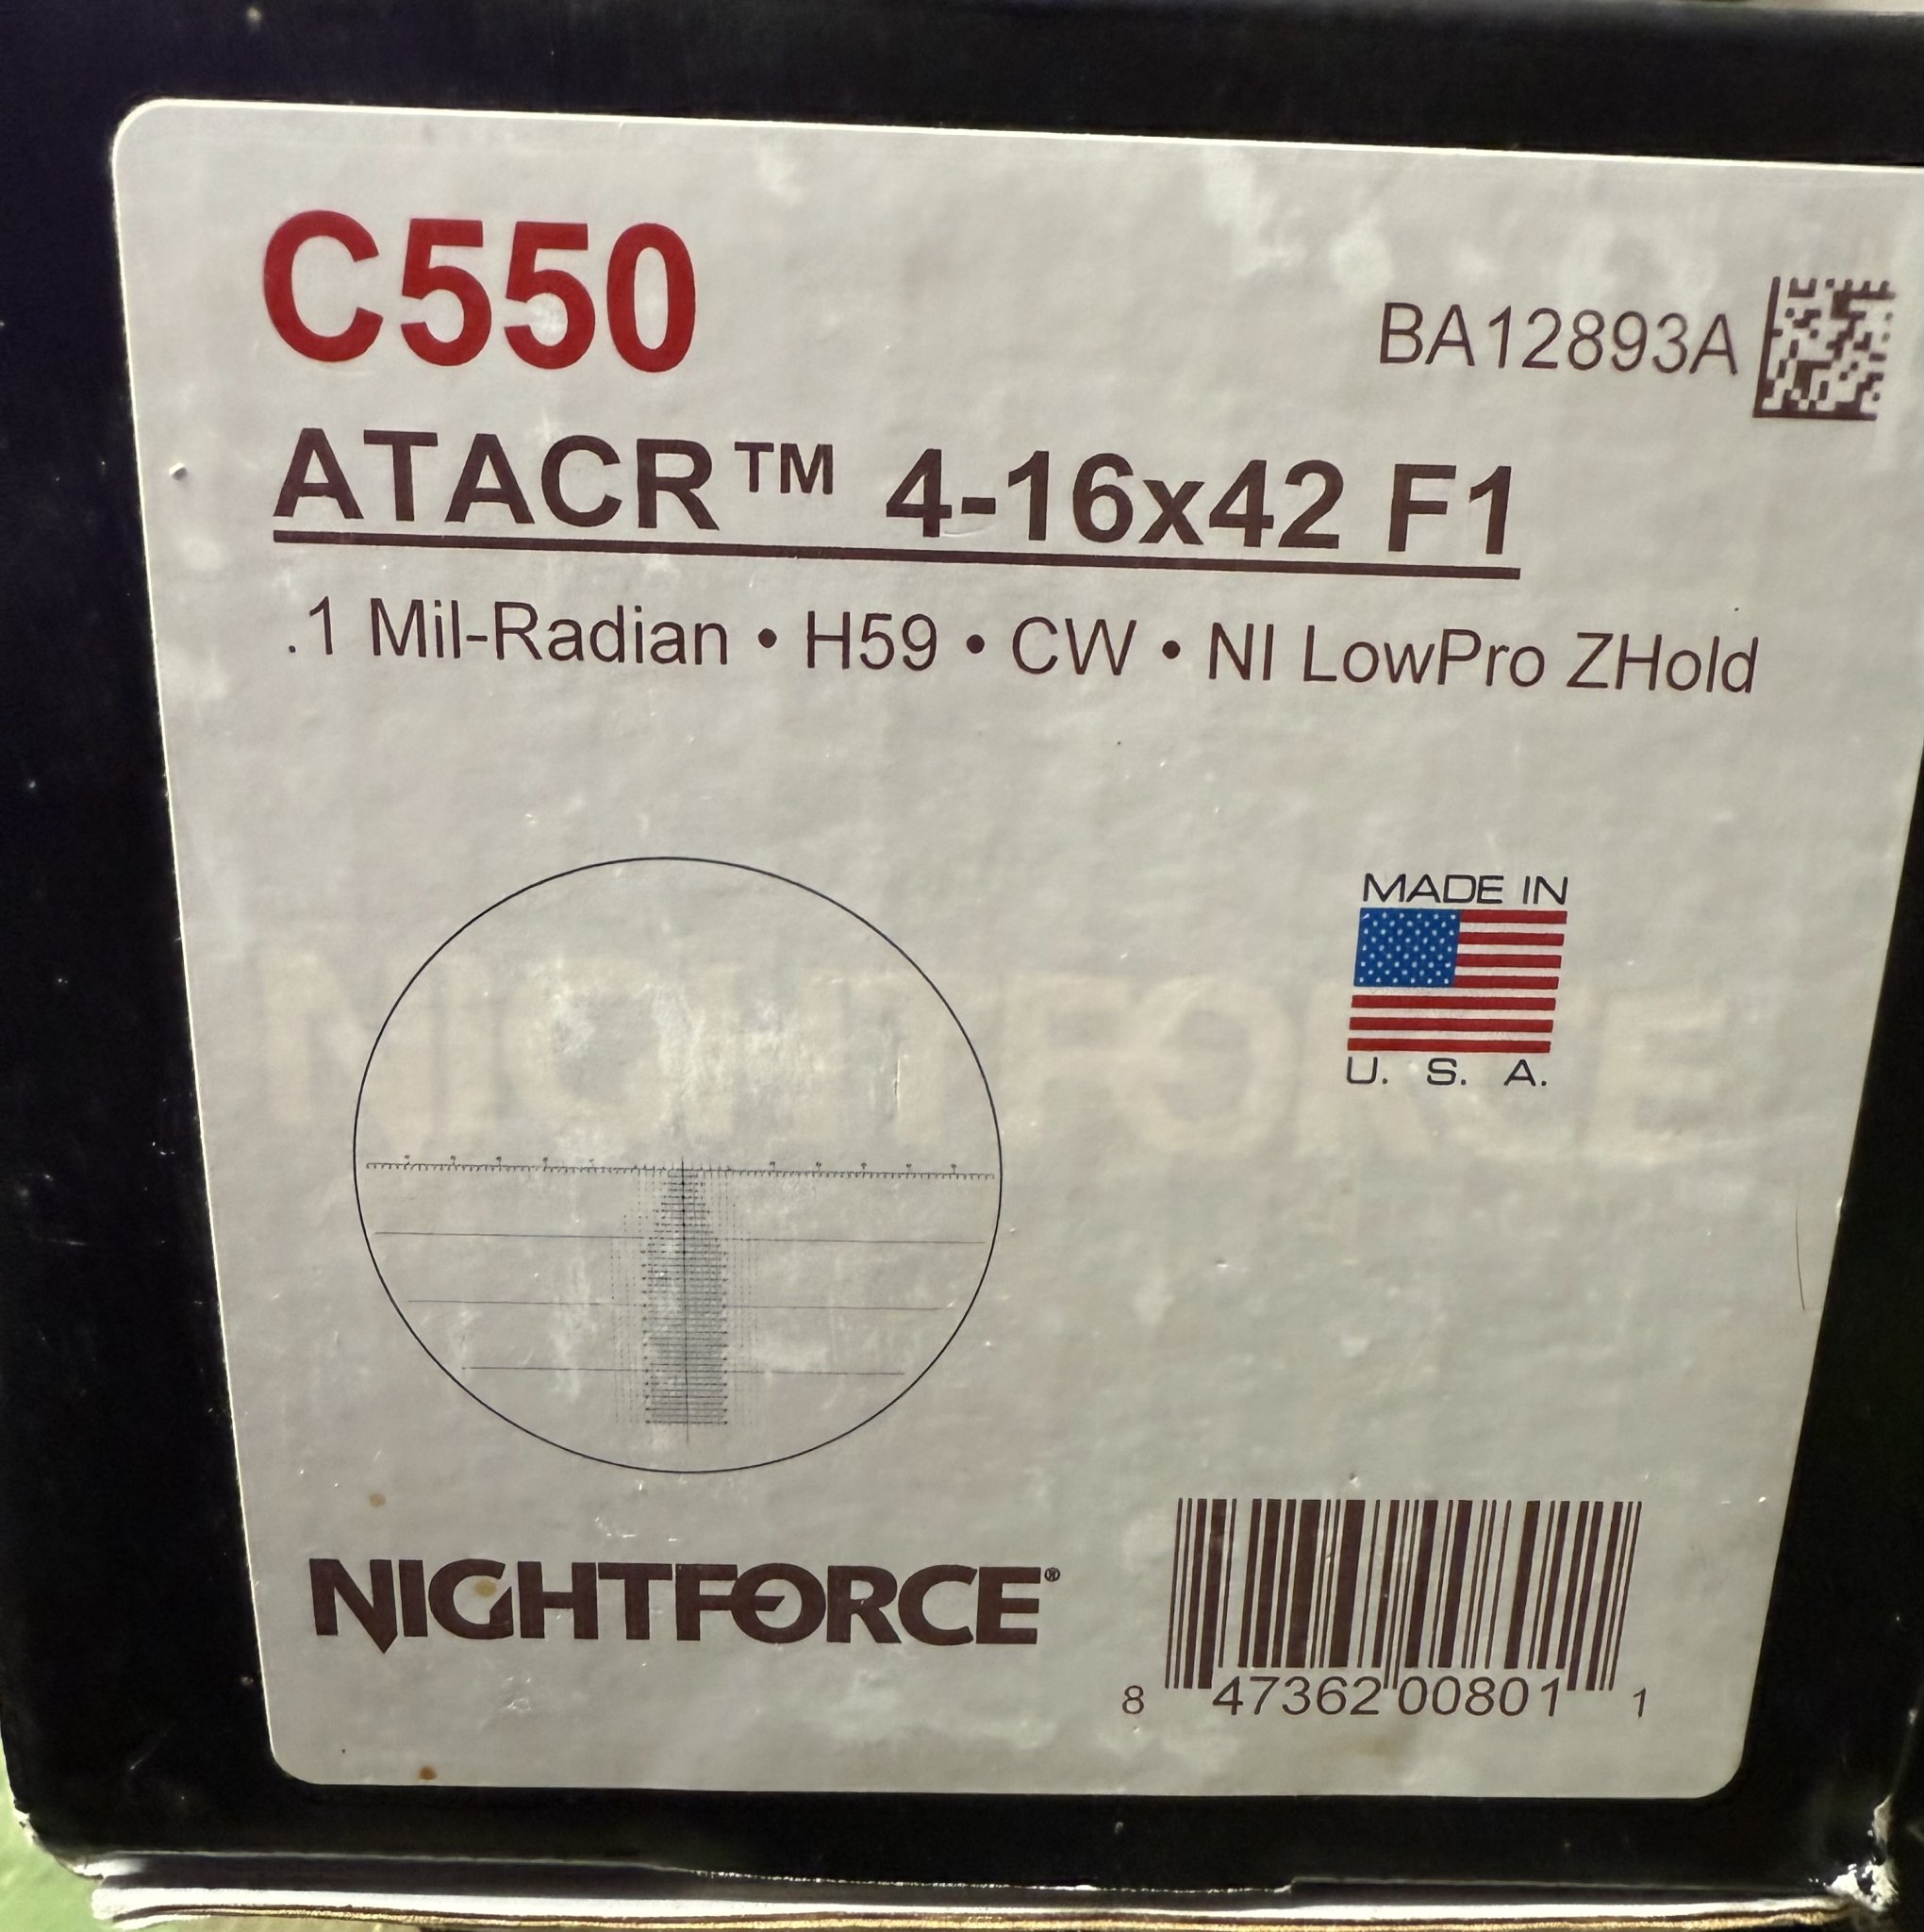 C550
BA12893A
ATACR™ 4-16x42 F1
.1 Mil-Radian • H59 • CW • NI LowPro ZHold
MADE IN
U. S. A.
NIGHTFORCE
NIGHTFORCE®
8 47362 00801 1